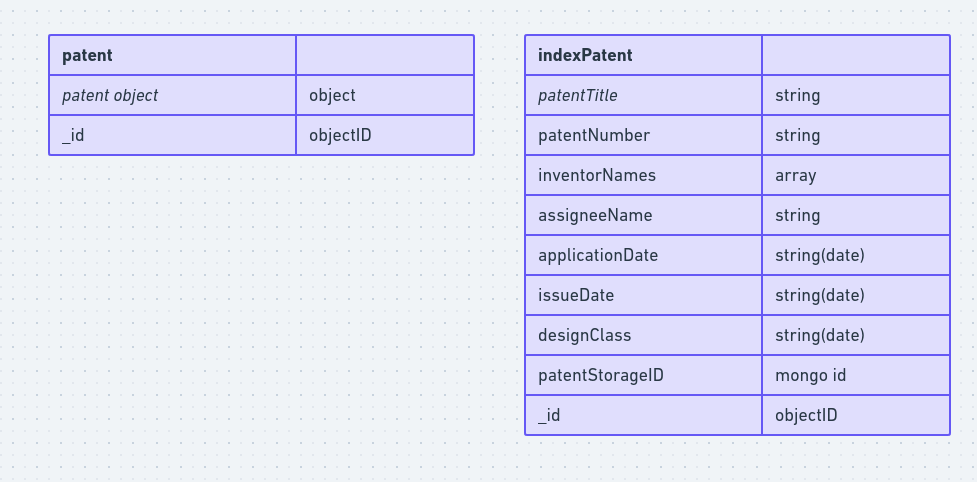 patent
patent object object
_id objectID
indexPatent
patentTitle string
patentNumber string
inventorNames array
assigneeName string
applicationDate string(date)
issueDate string(date)
designClass string(date)
patentStorageID mongo id
_id objectID